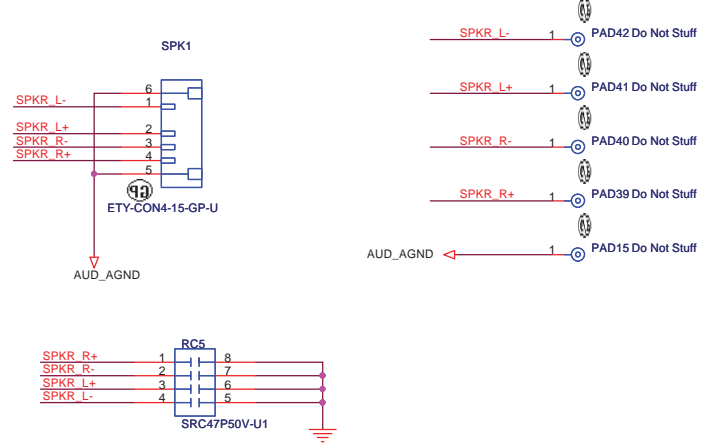 SPK1
6
SPKR_L- 1
SPKR_L+ 2
SPKR_R- 3
SPKR_R+ 4
5
GP
ETY-CON4-15-GP-U
AUD_AGND
SPKR_L- 1 PAD42 Do Not Stuff
SPKR_L+ 1 PAD41 Do Not Stuff
SPKR_R- 1 PAD40 Do Not Stuff
SPKR_R+ 1 PAD39 Do Not Stuff
AUD_AGND 1 PAD15 Do Not Stuff
RC5
SPKR_R+ 1 8
SPKR_R- 2 7
SPKR_L+ 3 6
SPKR_L- 4 5
SRC47P50V-U1